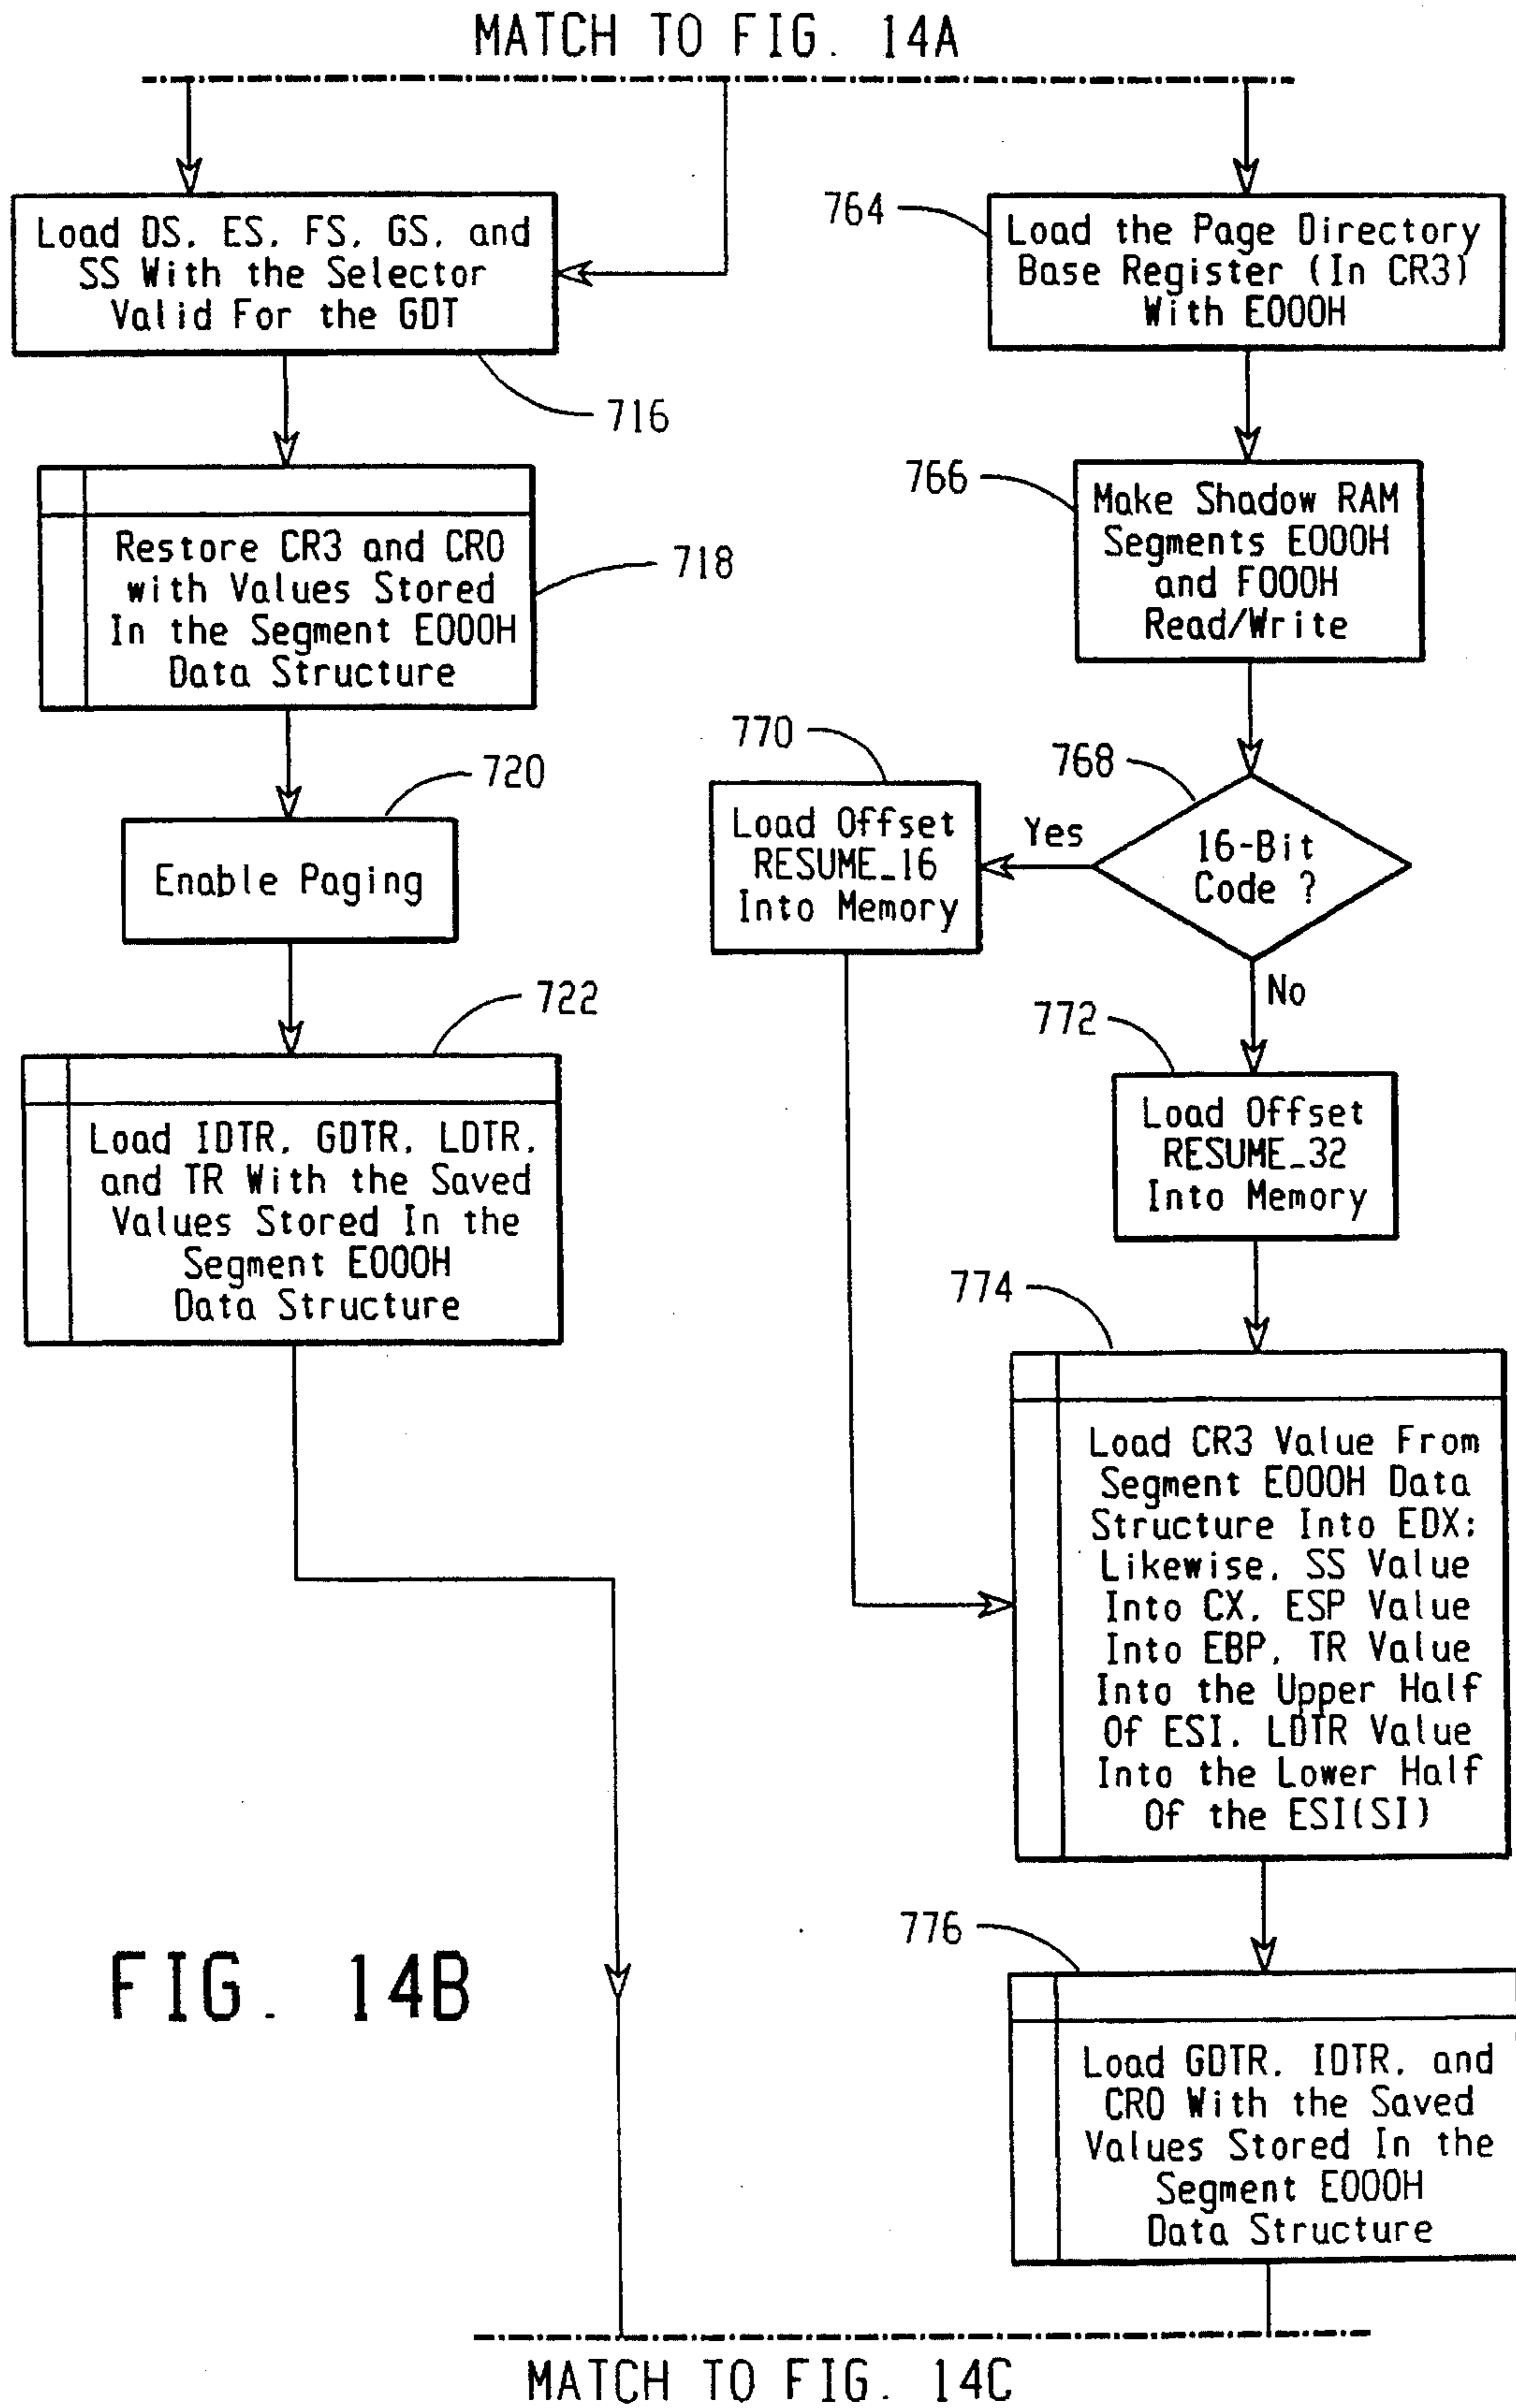 MATCH TO FIG. 14A
Load DS, ES, FS, GS, and
SS With the Selector
Valid For the GDT
716
Restore CR3 and CR0
with Values Stored
In the Segment E000H
Data Structure
718
720
Enable Paging
722
Load IDTR, GDTR, LDTR,
and TR With the Saved
Values Stored In the
Segment E000H
Data Structure
764
Load the Page Directory
Base Register (In CR3)
With E000H
766
Make Shadow RAM
Segments E000H
and F000H
Read/Write
768
16-Bit
Code ?
Yes
770
Load Offset
RESUME_16
Into Memory
No
772
Load Offset
RESUME_32
Into Memory
774
Load CR3 Value From
Segment E000H Data
Structure Into EDX;
Likewise, SS Value
Into CX, ESP Value
Into EBP, TR Value
Into the Upper Half
Of ESI, LDTR Value
Into the Lower Half
Of the ESI(SI)
776
Load GDTR, IDTR, and
CR0 With the Saved
Values Stored In the
Segment E000H
Data Structure
FIG. 14B
MATCH TO FIG. 14C